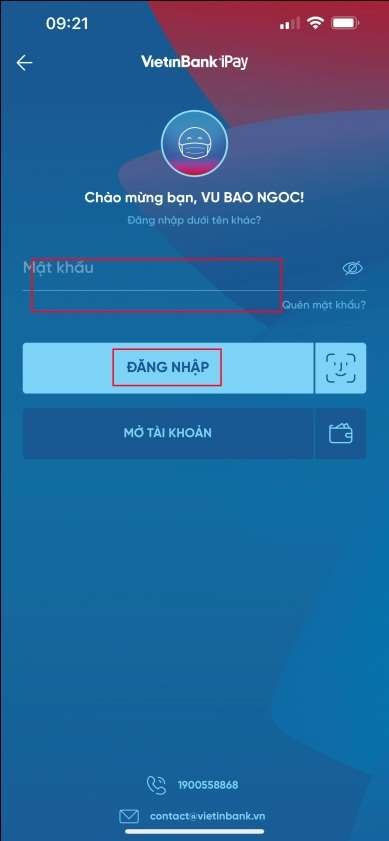 09:21
VietinBank iPay
Chào mừng bạn, VU BAO NGOC!
Đăng nhập dưới tên khác?
Mật khẩu
Quên mật khẩu?
ĐĂNG NHẬP
MỞ TÀI KHOẢN
1900558868
contact@vietinbank.vn